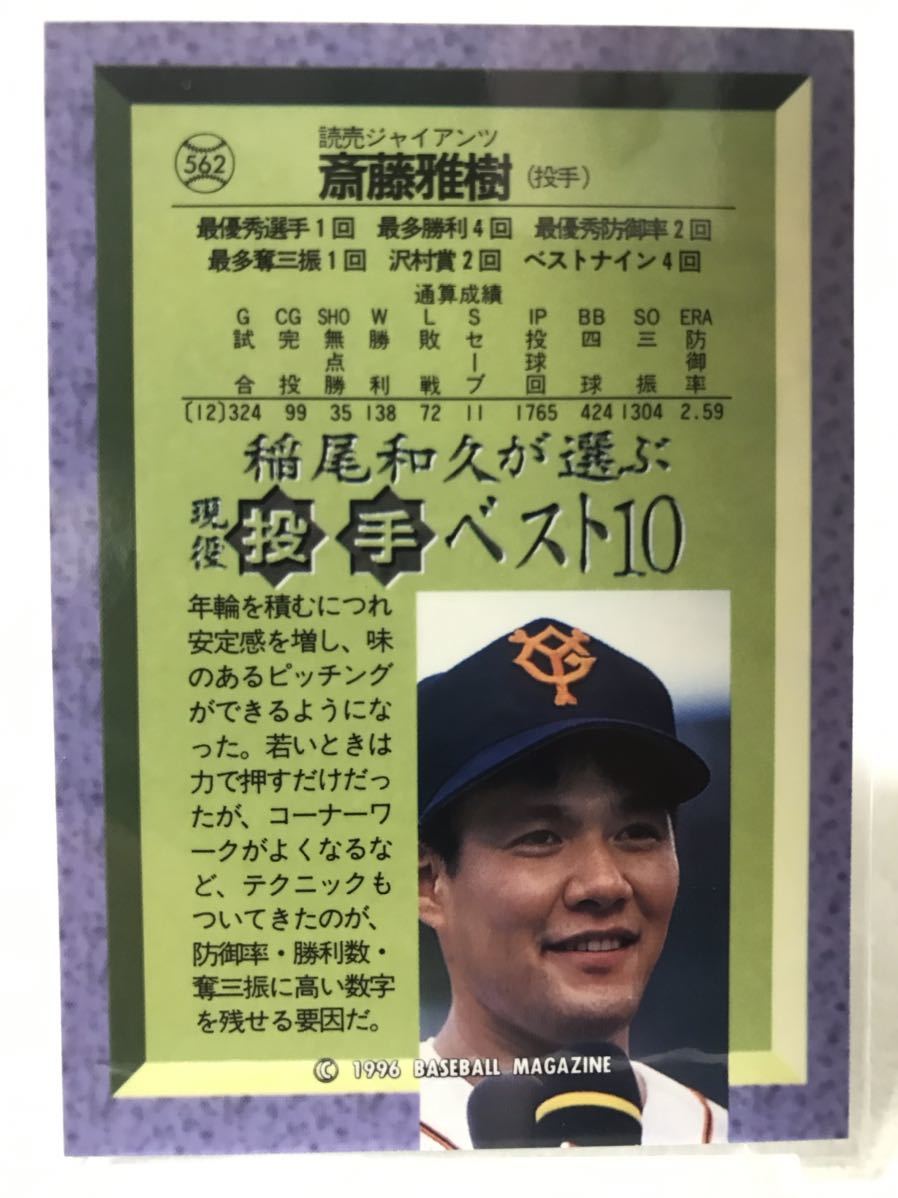 562
読売ジャイアンツ
斎藤雅樹(投手)
最優秀選手1回 最多勝利4回 最優秀防御率2回
最多奪三振1回 沢村賞2回 ベストナイン4回
通算成績
G CG SHO W L S IP BB SO ERA
試合 完投 無点勝 勝利 敗戦 セーブ 投球回 四球 三振 防御率
〔12〕324 99 35 138 72 11 1765 424 1304 2.59
稲尾和久が選ぶ
現役投手ベスト10
年輪を積むにつれ
安定感を増し、味
のあるピッチング
ができるようにな
った。若いときは
力で押すだけだっ
たが、コーナーワ
ークがよくなるな
ど、テクニックも
ついてきたのが、
防御率・勝利数・
奪三振に高い数字
を残せる要因だ。
YG
© 1996 BASEBALL MAGAZINE